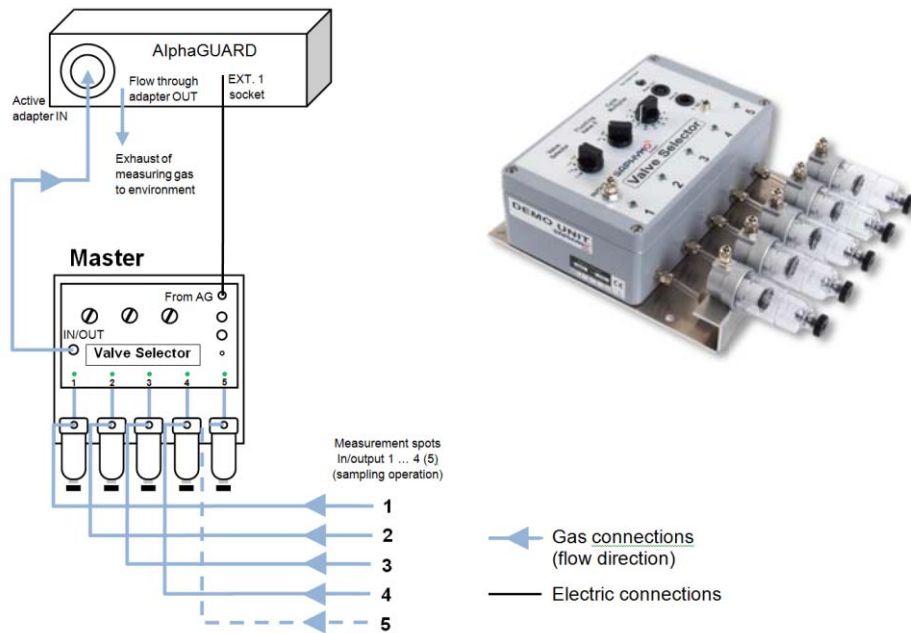 AlphaGUARD
Active
adapter IN
Flow through
adapter OUT
EXT. 1
socket
Exhaust of
measuring gas
to environment
Master
From AG
IN/OUT
Valve Selector
1 2 3 4 5
Measurement spots
In/output 1 ... 4 (5)
(sampling operation)
1
2
3
4
5
Valve
Selector
Valve Selector
1 2 3 4 5
DEMO UNIT
Gas connections
(flow direction)
Electric connections